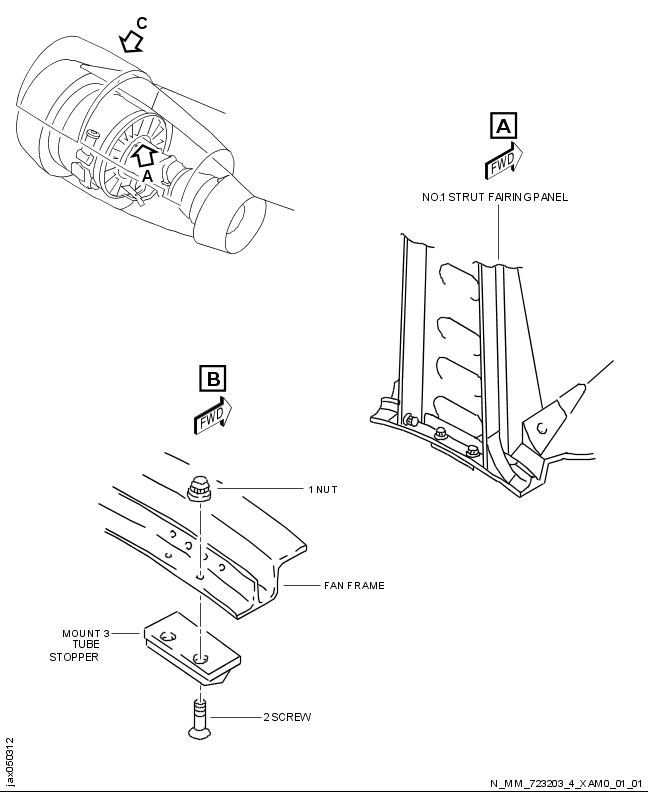 C
A
A
FWD
NO.1 STRUT FAIRING PANEL
B
FWD
1 NUT
FAN FRAME
MOUNT 3
TUBE
STOPPER
2 SCREW
jax050312
N_MM_723203_4_XAM0_01_01